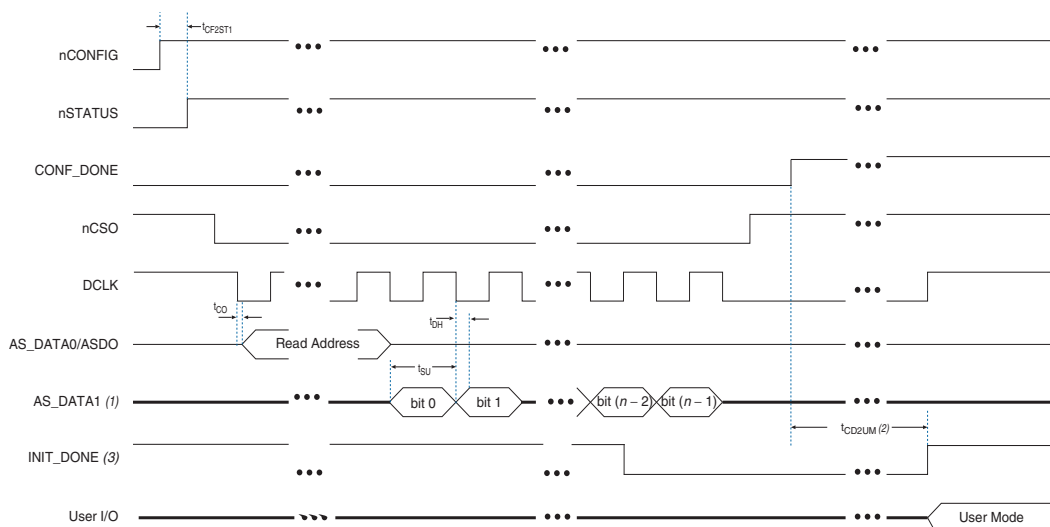 tCF2ST1
nCONFIG
nSTATUS
CONF_DONE
nCSO
DCLK
tCO
tDH
AS_DATA0/ASDO
Read Address
tSU
AS_DATA1 (1)
bit 0
bit 1
bit (n − 2)
bit (n − 1)
tCD2UM (2)
INIT_DONE (3)
User I/O
User Mode